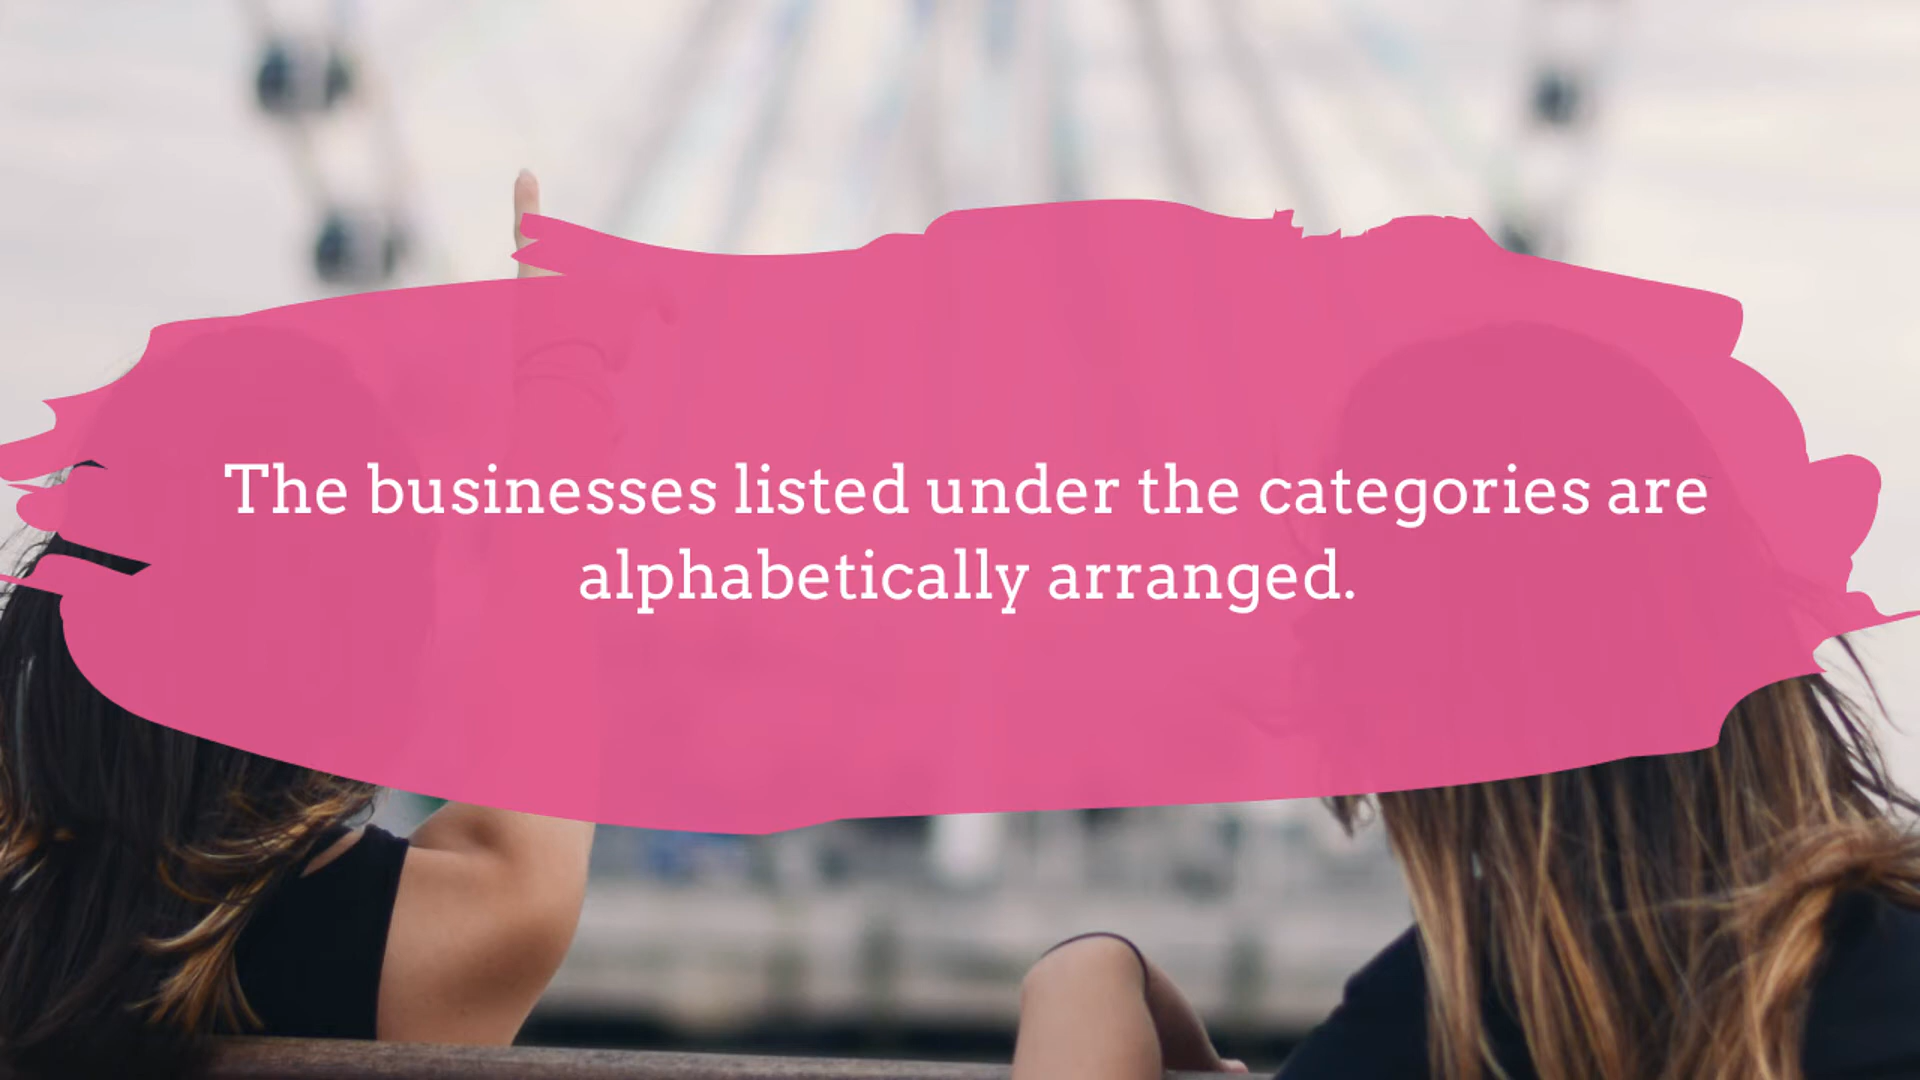 The businesses listed under the categories are
alphabetically arranged.